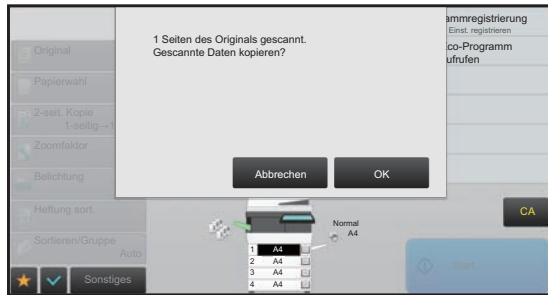 1 Seiten des Originals gescannt.
Gescannte Daten kopieren?
Abbrechen
OK
ammregistrierung
Einst. registrieren
Eco-Programm
ufrufen
Original
Papierwahl
2-seit. Kopie
1-seitig→1
Zoomfaktor
Belichtung
Heftung sort.
Sortieren/Gruppe
Auto
Sonstiges
Normal
A4
1 A4
2 A4
3 A4
4 A4
CA
Start